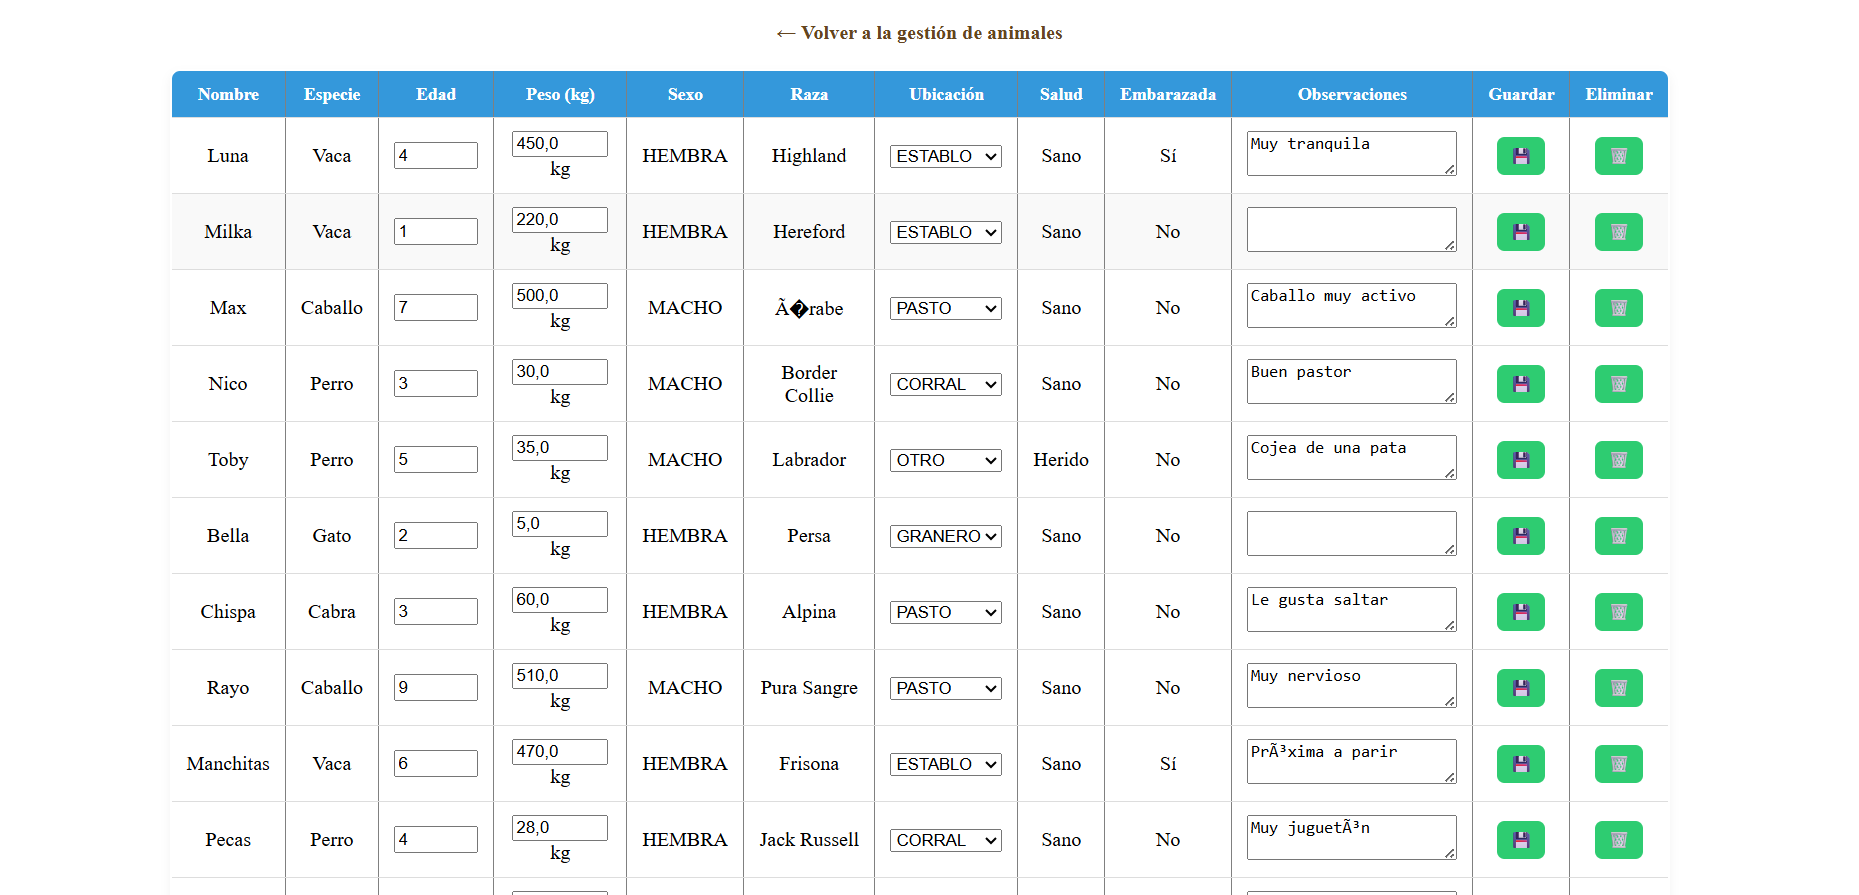 ← Volver a la gestión de animales
Nombre Especie Edad Peso (kg) Sexo Raza Ubicación Salud Embarazada Observaciones Guardar Eliminar
Luna Vaca 4 450,0 kg HEMBRA Highland ESTABLO Sano Sí Muy tranquila
Milka Vaca 1 220,0 kg HEMBRA Hereford ESTABLO Sano No
Max Caballo 7 500,0 kg MACHO Ã�rabe PASTO Sano No Caballo muy activo
Nico Perro 3 30,0 kg MACHO Border Collie CORRAL Sano No Buen pastor
Toby Perro 5 35,0 kg MACHO Labrador OTRO Herido No Cojea de una pata
Bella Gato 2 5,0 kg HEMBRA Persa GRANERO Sano No
Chispa Cabra 3 60,0 kg HEMBRA Alpina PASTO Sano No Le gusta saltar
Rayo Caballo 9 510,0 kg MACHO Pura Sangre PASTO Sano No Muy nervioso
Manchitas Vaca 6 470,0 kg HEMBRA Frisona ESTABLO Sano Sí PrÃ³xima a parir
Pecas Perro 4 28,0 kg HEMBRA Jack Russell CORRAL Sano No Muy juguetÃ³n